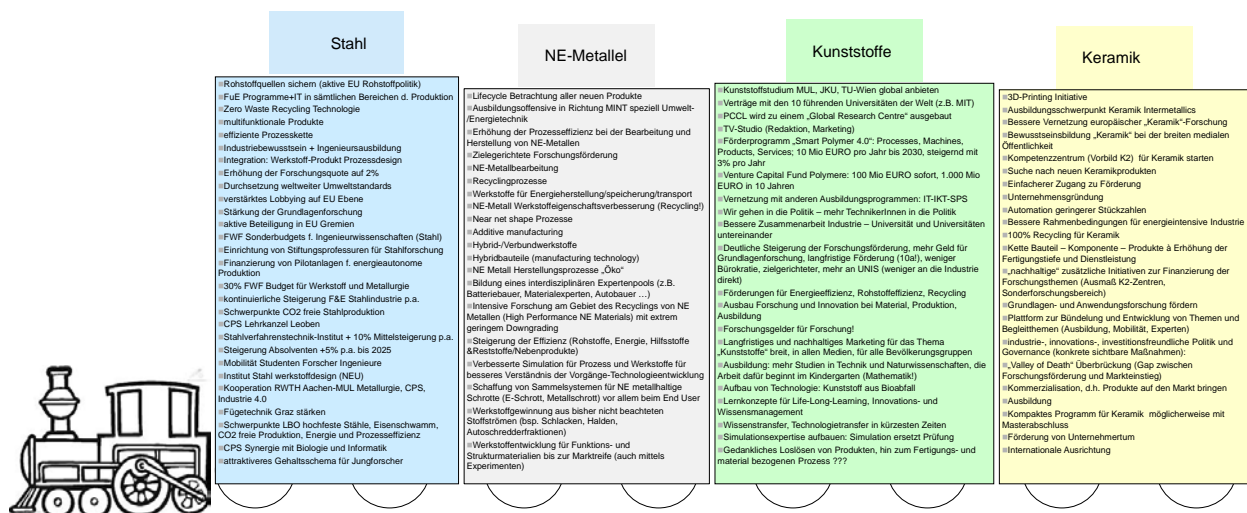 Stahl
■Rohstoffquellen sichern (aktive EU Rohstoffpolitik)
■FuE Programme+IT in sämtlichen Bereichen d. Produktion
■Zero Waste Recycling Technologie
■multifunktionale Produkte
■effiziente Prozesskette
■Industriebewusstsein + Ingenieursausbildung
■Integration: Werkstoff-Produkt Prozessdesign
■Erhöhung der Forschungsquote auf 2%
■Durchsetzung weltweiter Umweltstandards
■verstärktes Lobbying auf EU Ebene
■Stärkung der Grundlagenforschung
■aktive Beteiligung in EU Gremien
■FWF Sonderbudgets f. Ingenieurwissenschaften (Stahl)
■Einrichtung von Stiftungsprofessuren für Stahlforschung
■Finanzierung von Pilotanlagen f. energieautonome
Produktion
■30% FWF Budget für Werkstoff und Metallurgie
■kontinuierliche Steigerung F&E Stahlindustrie p.a.
■Schwerpunkte CO2 freie Stahlproduktion
■CPS Lehrkanzel Leoben
■Stahlverfahrenstechnik-Institut + 10% Mittelsteigerung p.a.
■Steigerung Absolventen +5% p.a. bis 2025
■Mobilität Studenten Forscher Ingenieure
■Institut Stahl werkstoffdesign (NEU)
■Kooperation RWTH Aachen-MUL Metallurgie, CPS,
Industrie 4.0
■Fügetechnik Graz stärken
■Schwerpunkte LBO hochfeste Stähle, Eisenschwamm,
CO2 freie Produktion, Energie und Prozesseffizienz
■CPS Synergie mit Biologie und Informatik
■attraktiveres Gehaltsschema für Jungforscher
NE-Metallel
■Lifecycle Betrachtung aller neuen Produkte
■Ausbildungsoffensive in Richtung MINT speziell Umwelt-
/Energietechnik
■Erhöhung der Prozesseffizienz bei der Bearbeitung und
Herstellung von NE-Metallen
■Zielegerichtete Forschungsförderung
■NE-Metallbearbeitung
■Recyclingprozesse
■Werkstoffe für Energieherstellung/speicherung/transport
■NE-Metall Werkstoffeigenschaftsverbesserung (Recycling!)
■Near net shape Prozesse
■Additive manufacturing
■Hybrid-/Verbundwerkstoffe
■Hybridbauteile (manufacturing technology)
■NE Metall Herstellungsprozesse „Öko"
■Bildung eines interdisziplinären Expertenpools (z.B.
Batteriebauer, Materialexperten, Autobauer …)
■Intensive Forschung am Gebiet des Recyclings von NE
Metallen (High Performance NE Materials) mit extrem
geringem Downgrading
■Steigerung der Effizienz (Rohstoffe, Energie, Hilfsstoffe
&Reststoffe/Nebenprodukte)
■Verbesserte Simulation für Prozess und Werkstoffe für
besseres Verständnis der Vorgänge-Technologieentwicklung
■Schaffung von Sammelsystemen für NE metallhaltige
Schrotte (E-Schrott, Metallschrott) vor allem beim End User
■Werkstoffgewinnung aus bisher nicht beachteten
Stoffströmen (bsp. Schlacken, Halden,
Autoschredderfraktionen)
■Werkstoffentwicklung für Funktions- und
Strukturmaterialien bis zur Marktreife (auch mittels
Experimenten)
Kunststoffe
■Kunststoffstudium MUL, JKU, TU-Wien global anbieten
■Verträge mit den 10 führenden Universitäten der Welt (z.B. MIT)
■PCCL wird zu einem „Global Research Centre" ausgebaut
■TV-Studio (Redaktion, Marketing)
■Förderprogramm „Smart Polymer 4.0": Processes, Machines,
Products, Services; 10 Mio EURO pro Jahr bis 2030, steigernd mit
3% pro Jahr
■Venture Capital Fund Polymere: 100 Mio EURO sofort, 1.000 Mio
EURO in 10 Jahren
■Vernetzung mit anderen Ausbildungsprogrammen: IT-IKT-SPS
■Wir gehen in die Politik – mehr TechnikerInnen in die Politik
■Bessere Zusammenarbeit Industrie – Universität und Universitäten
untereinander
■Deutliche Steigerung der Forschungsförderung, mehr Geld für
Grundlagenforschung, langfristige Förderung (10a!), weniger
Bürokratie, zielgerichteter, mehr an UNIS (weniger an die Industrie
direkt)
■Förderungen für Energieeffizienz, Rohstoffeffizienz, Recycling
■Ausbau Forschung und Innovation bei Material, Produktion,
Ausbildung
■Forschungsgelder für Forschung!
■Langfristiges und nachhaltiges Marketing für das Thema
„Kunststoffe" breit, in allen Medien, für alle Bevölkerungsgruppen
■Ausbildung: mehr Studien in Technik und Naturwissenschaften, die
Arbeit dafür beginnt im Kindergarten (Mathematik!)
■Aufbau von Technologie: Kunststoff aus Bioabfall
■Lernkonzepte für Life-Long-Learning, Innovations- und
Wissensmanagement
■Wissenstransfer, Technologietransfer in kürzesten Zeiten
■Simulationsexpertise aufbauen: Simulation ersetzt Prüfung
■Gedankliches Loslösen von Produkten, hin zum Fertigungs- und
material bezogenen Prozess ???
Keramik
■3D-Printing Initiative
■Ausbildungsschwerpunkt Keramik Intermetallics
■Bessere Vernetzung europäischer „Keramik"-Forschung
■Bewusstseinsbildung „Keramik" bei der breiten medialen
Öffentlichkeit
■Kompetenzzentrum (Vorbild K2) für Keramik starten
■Suche nach neuen Keramikprodukten
■Einfacherer Zugang zu Förderung
■Unternehmensgründung
■Automation geringerer Stückzahlen
■Bessere Rahmenbedingungen für energieintensive Industrie
■100% Recycling für Keramik
■Kette Bauteil – Komponente – Produkte à Erhöhung der
Fertigungstiefe und Dienstleistung
■„nachhaltige" zusätzliche Initiativen zur Finanzierung der
Forschungsthemen (Ausmaß K2-Zentren,
Sonderforschungsbereich)
■Grundlagen- und Anwendungsforschung fördern
■Plattform zur Bündelung und Entwicklung von Themen und
Begleitthemen (Ausbildung, Mobilität, Experten)
■industrie-, innovations-, investitionsfreundliche Politik und
Governance (konkrete sichtbare Maßnahmen):
■„Valley of Death" Überbrückung (Gap zwischen
Forschungsförderung und Markteinstieg)
■Kommerzialisation, d.h. Produkte auf den Markt bringen
■Ausbildung
■Kompaktes Programm für Keramik möglicherweise mit
Masterabschluss
■Förderung von Unternehmertum
■Internationale Ausrichtung